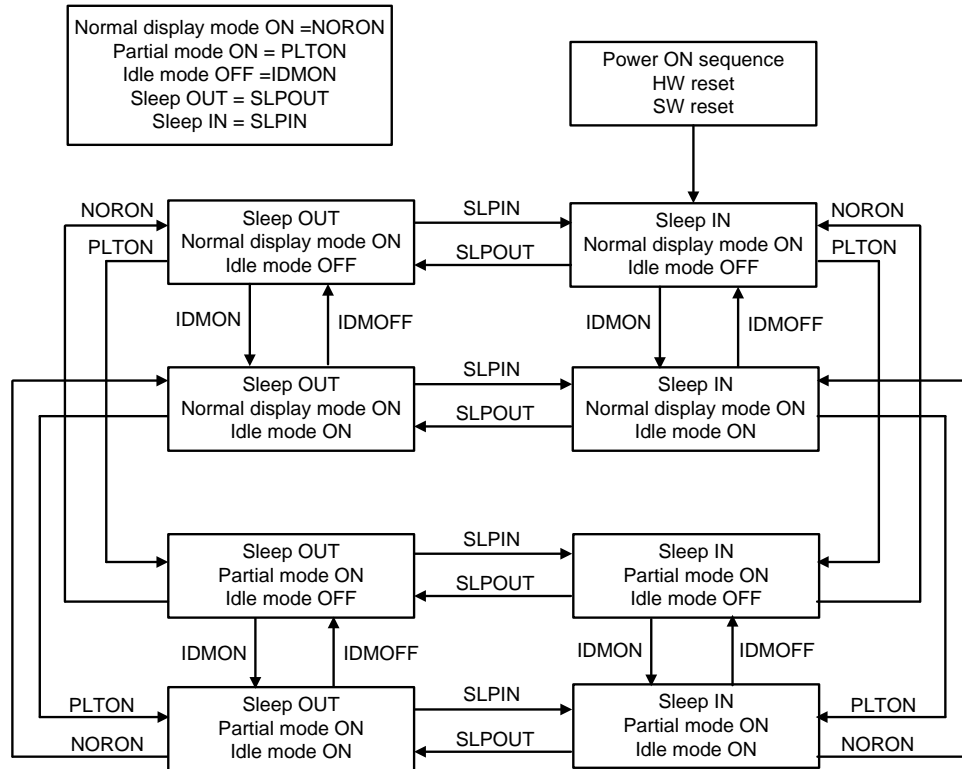 Normal display mode ON =NORON
Partial mode ON = PLTON
Idle mode OFF =IDMON
Sleep OUT = SLPOUT
Sleep IN = SLPIN
Power ON sequence
HW reset
SW reset
NORON
PLTON
Sleep OUT
Normal display mode ON
Idle mode OFF
SLPIN
SLPOUT
Sleep IN
Normal display mode ON
Idle mode OFF
NORON
PLTON
IDMON
IDMOFF
IDMON
IDMOFF
Sleep OUT
Normal display mode ON
Idle mode ON
SLPIN
SLPOUT
Sleep IN
Normal display mode ON
Idle mode ON
Sleep OUT
Partial mode ON
Idle mode OFF
SLPIN
SLPOUT
Sleep IN
Partial mode ON
Idle mode OFF
IDMON
IDMOFF
IDMON
IDMOFF
PLTON
NORON
Sleep OUT
Partial mode ON
Idle mode ON
SLPIN
SLPOUT
Sleep IN
Partial mode ON
Idle mode ON
PLTON
NORON